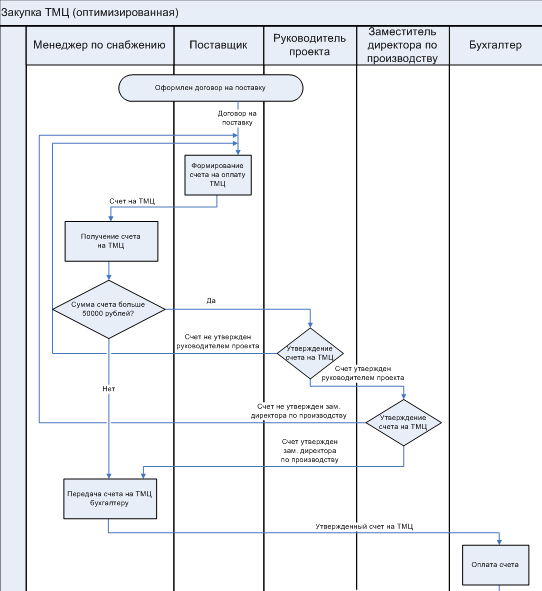 Закупка ТМЦ (оптимизированная)
Менеджер по снабжению
Поставщик
Руководитель
проекта
Заместитель
директора по
производству
Бухгалтер
Оформлен договор на поставку
Договор на
поставку
Формирование
счета на оплату
ТМЦ
Счет на ТМЦ
Получение счета
на ТМЦ
Сумма счета больше
50000 рублей?
Да
Счет не утвержден
руководителем проекта
Утверждение
счета на ТМЦ
Счет утвержден
руководителем проекта
Нет
Счет не утвержден зам.
директора по производству
Утверждение
счета на ТМЦ
Счет утвержден
зам. директора
по производству
Передача счета на ТМЦ
бухгалтеру
Утвержденный счет на ТМЦ
Оплата счета